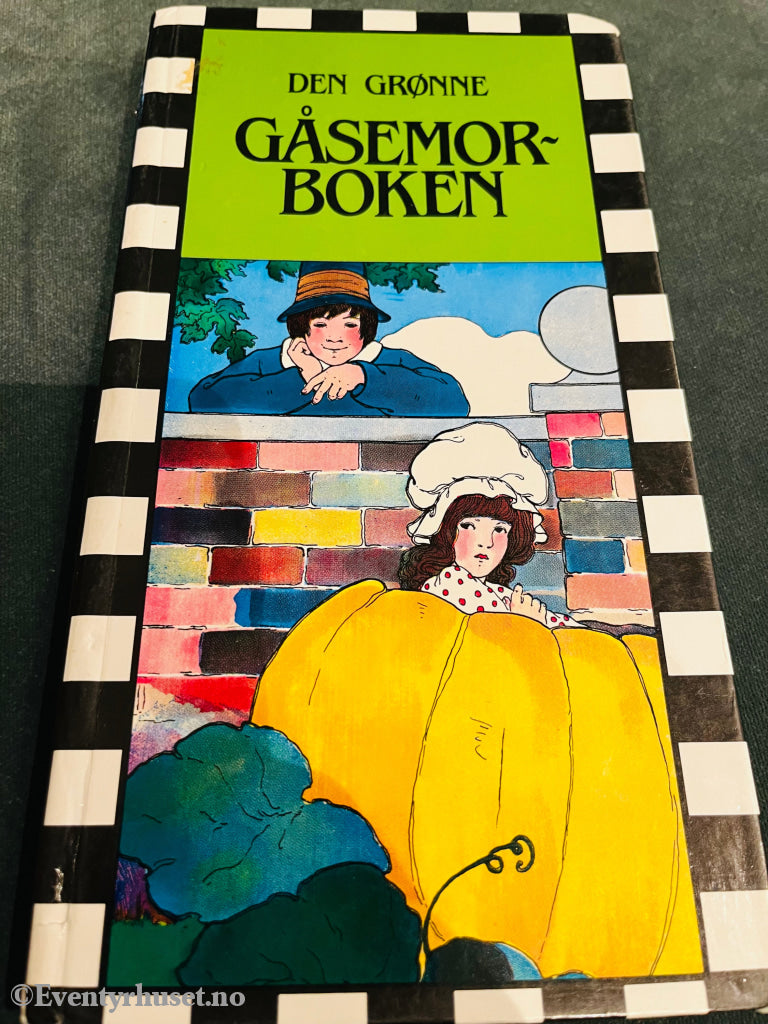 DEN GRØNNE
GÅSEMOR-
BOKEN
©Eventyrhuset.no